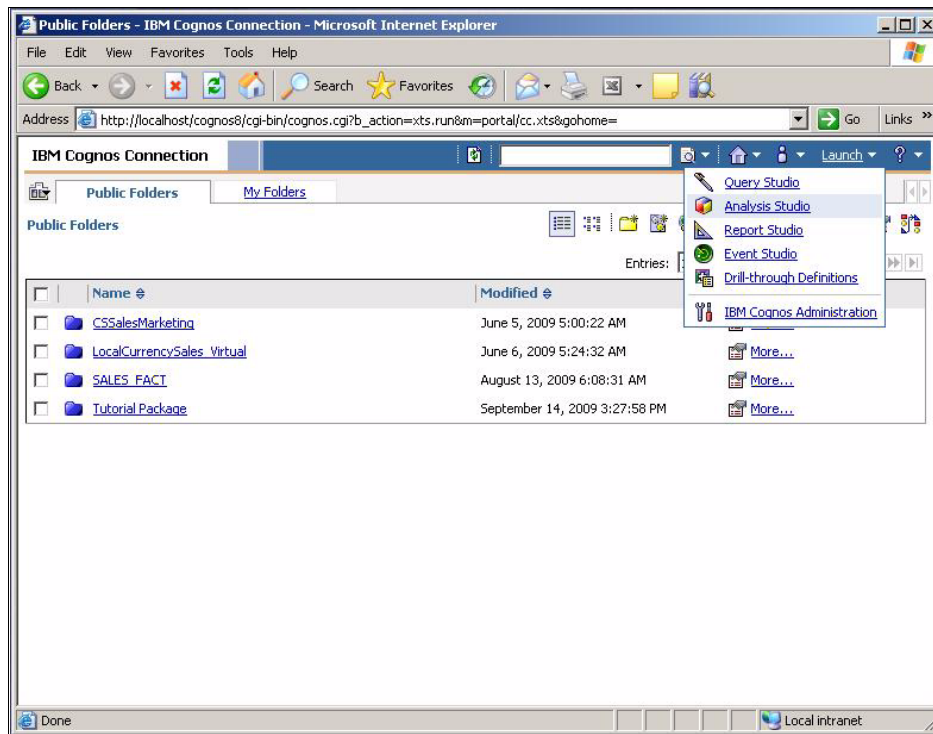 Public Folders - IBM Cognos Connection - Microsoft Internet Explorer
File Edit View Favorites Tools Help
Back Search Favorites
Address http://localhost/cognos8/cgi-bin/cognos.cgi?b_action=xts.run&m=portal/cc.xts&gohome= Go Links »
IBM Cognos Connection Launch ?
Public Folders My Folders
Query Studio
Public Folders
Analysis Studio
Report Studio
Event Studio
Entries:
Drill-through Definitions
Name Modified
IBM Cognos Administration
CSSalesMarketing June 5, 2009 5:00:22 AM
LocalCurrencySales_Virtual June 6, 2009 5:24:32 AM More...
SALES_FACT August 13, 2009 6:08:31 AM More...
Tutorial Package September 14, 2009 3:27:58 PM More...
Done Local intranet